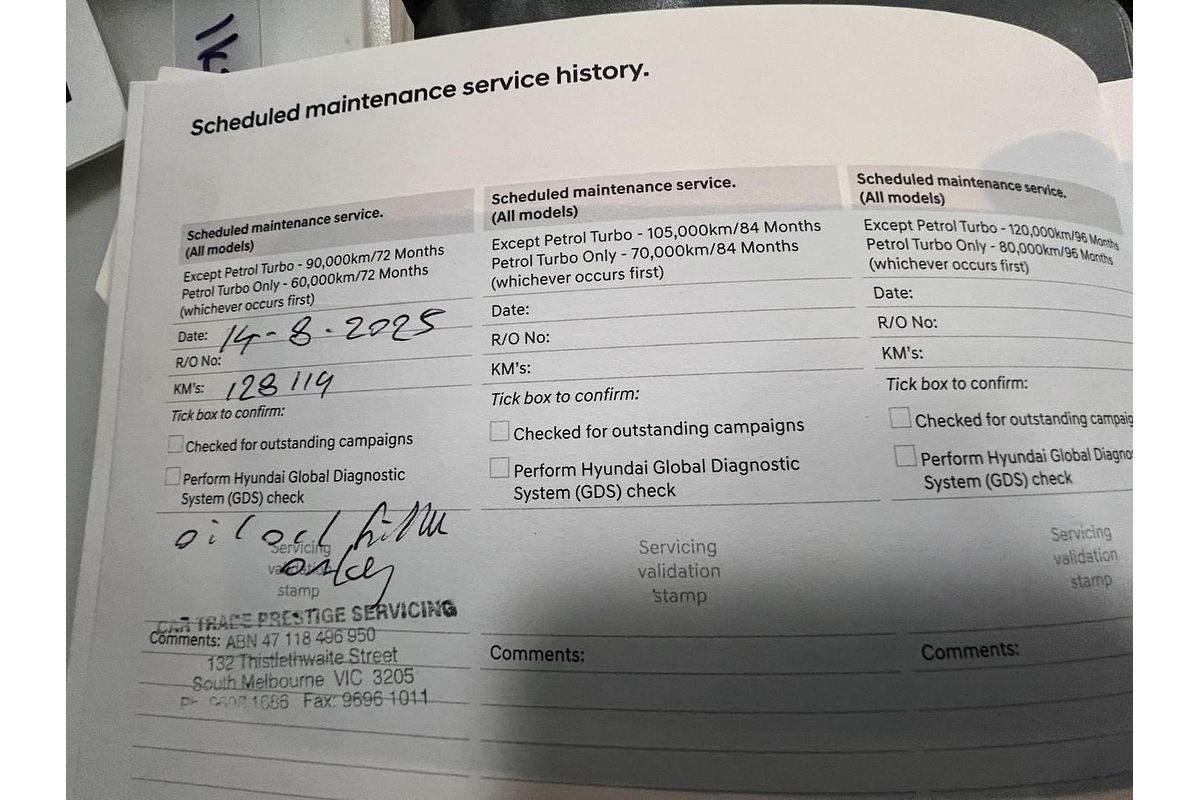 Scheduled maintenance service history.
Scheduled maintenance service.
(All models)
Except Petrol Turbo - 90,000km/72 Months
Petrol Turbo Only - 60,000km/72 Months
(whichever occurs first)
Date: 14-8-2025
R/O No:
KM's: 128119
Tick box to confirm:
Checked for outstanding campaigns
Perform Hyundai Global Diagnostic
System (GDS) check
oil filter
Servicing
only
validation
stamp
CAR TRADE PRESTIGE SERVICING
Comments: ABN 47 118 496 950
132 Thistlethwaite Street
South Melbourne VIC 3205
1686 Fax: 9696 1011
Scheduled maintenance service.
(All models)
Except Petrol Turbo - 105,000km/84 Months
Petrol Turbo Only - 70,000km/84 Months
(whichever occurs first)
Date:
R/O No:
KM's:
Tick box to confirm:
Checked for outstanding campaigns
Perform Hyundai Global Diagnostic
System (GDS) check
Servicing
validation
stamp
Comments:
Scheduled maintenance service.
(All models)
Except Petrol Turbo - 120,000km/96 Months
Petrol Turbo Only - 80,000km/96 Months
(whichever occurs first)
Date:
R/O No:
KM's:
Tick box to confirm:
Checked for outstanding campaig
Perform Hyundai Global Diagno
System (GDS) check
Servicing
validation
stamp
Comments: